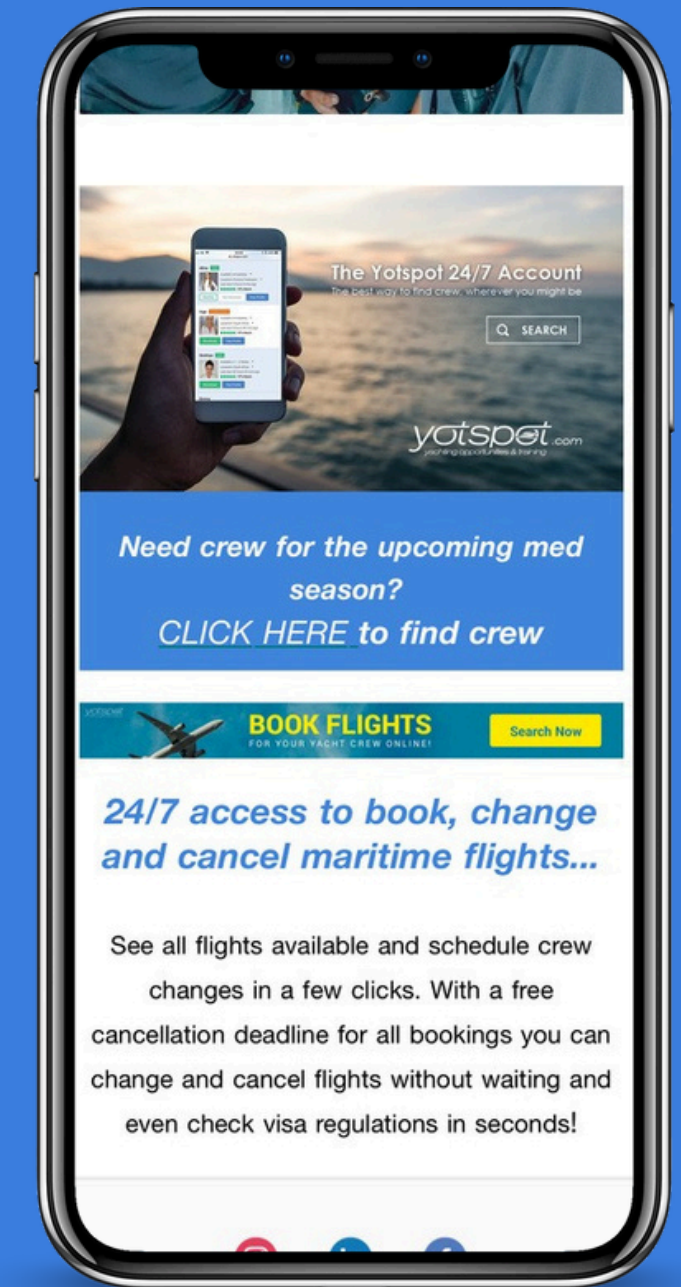 The Yotspot 24/7 Account
The best way to find crew, wherever you might be
SEARCH
yotspot.com
yachting opportunities & training
Need crew for the upcoming med
season?
CLICK HERE to find crew
yotspot
BOOK FLIGHTS
FOR YOUR YACHT CREW ONLINE!
Search Now
24/7 access to book, change
and cancel maritime flights...
See all flights available and schedule crew
changes in a few clicks. With a free
cancellation deadline for all bookings you can
change and cancel flights without waiting and
even check visa regulations in seconds!